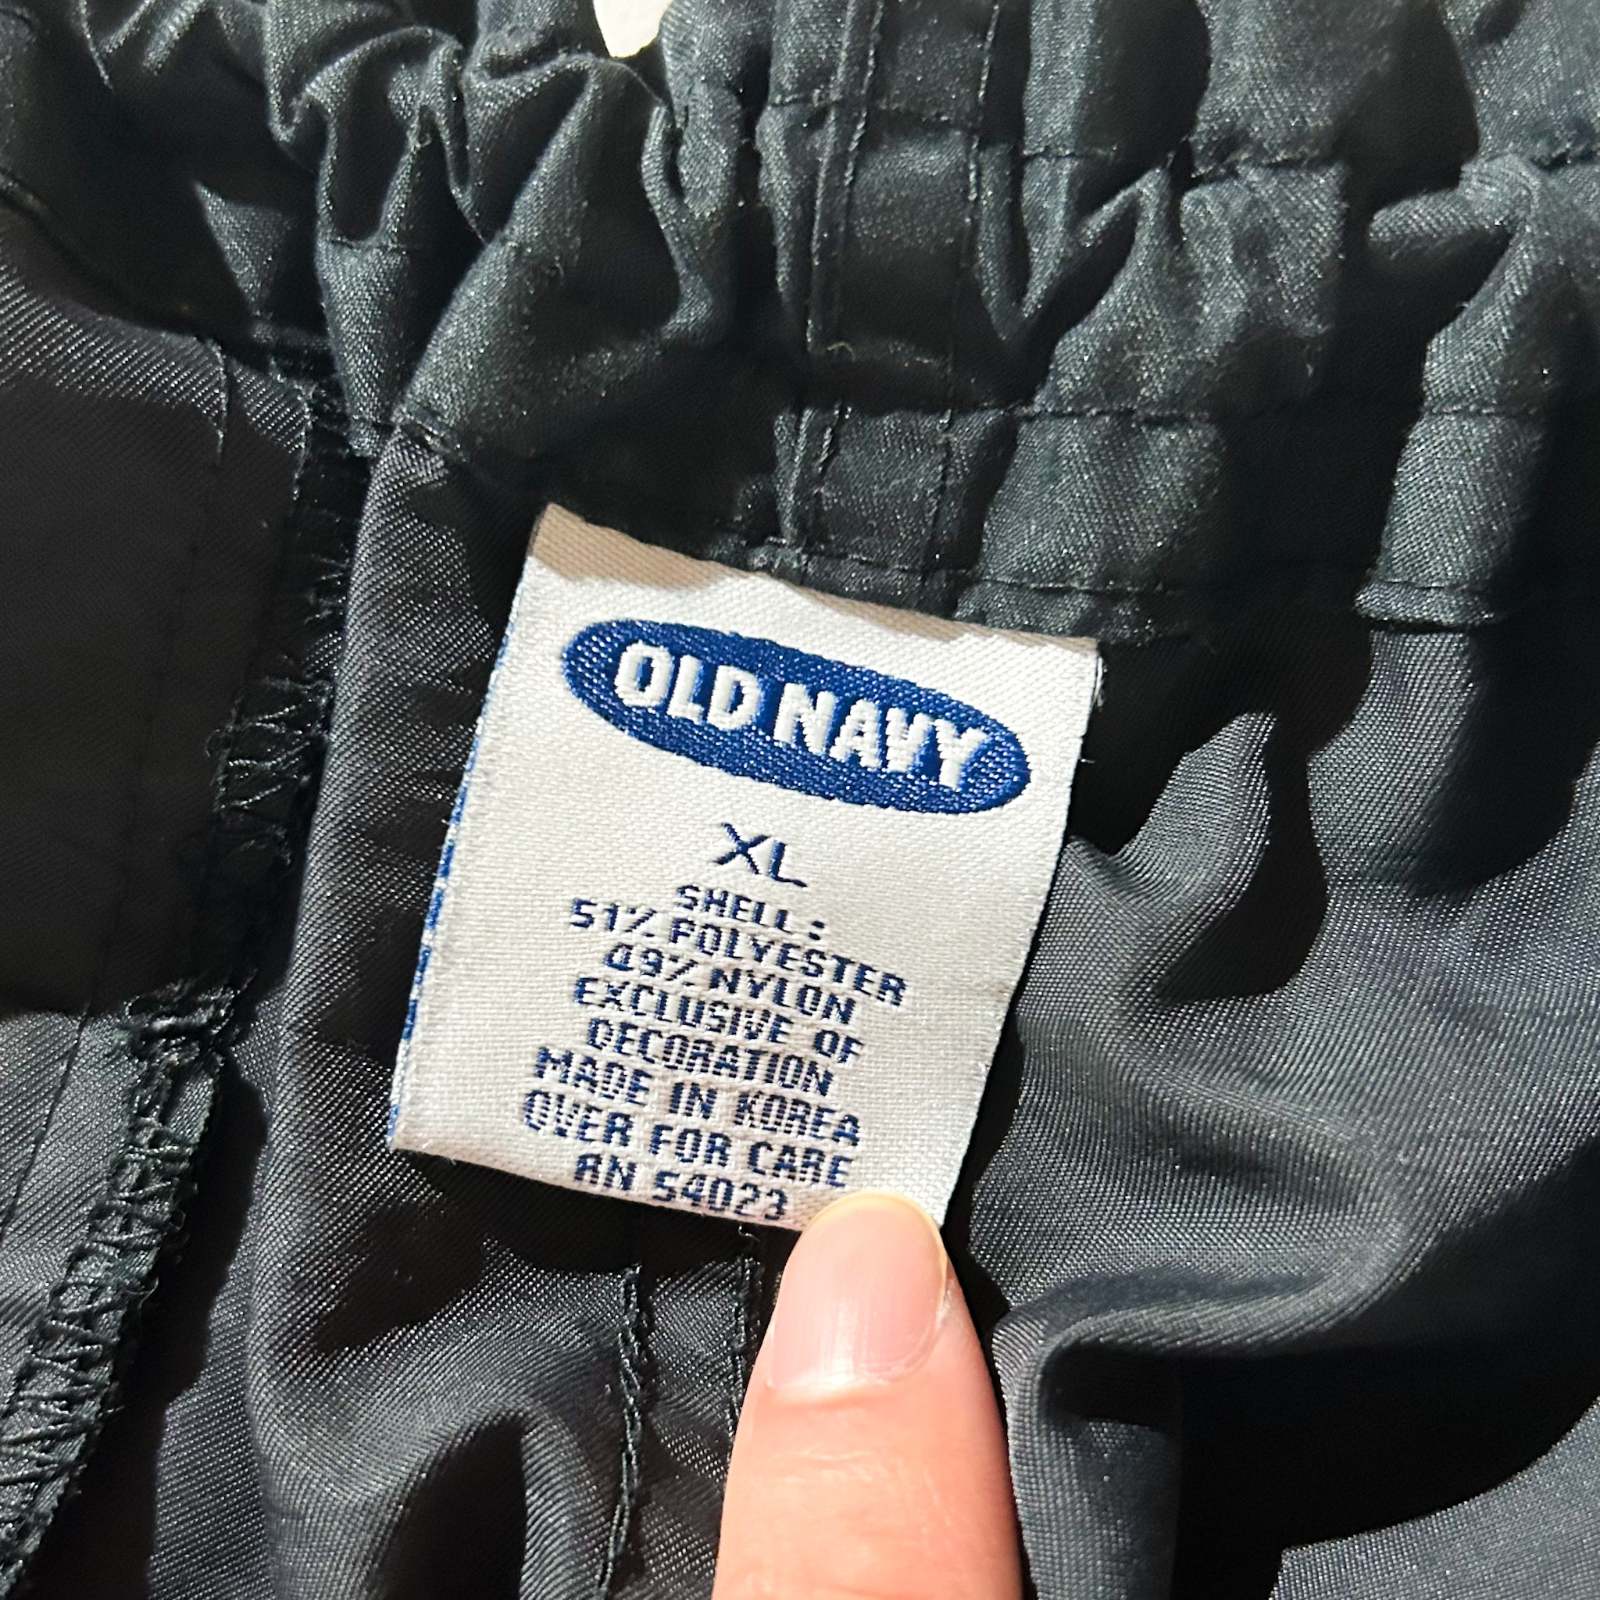 OLD NAVY
XL
SHELL:
51% POLYESTER
49% NYLON
EXCLUSIVE OF
DECORATION
MADE IN KOREA
OVER FOR CARE
RN 54023